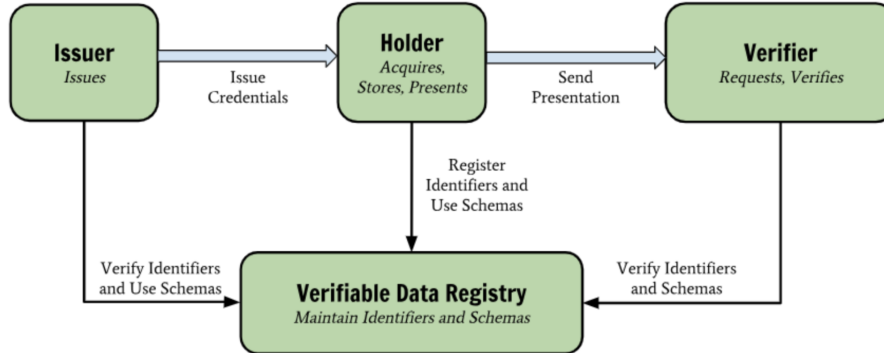 Issuer
Issues
Issue
Credentials
Holder
Acquires,
Stores, Presents
Send
Presentation
Verifier
Requests, Verifies
Register
Identifiers and
Use Schemas
Verify Identifiers
and Use Schemas
Verifiable Data Registry
Maintain Identifiers and Schemas
Verify Identifiers
and Schemas